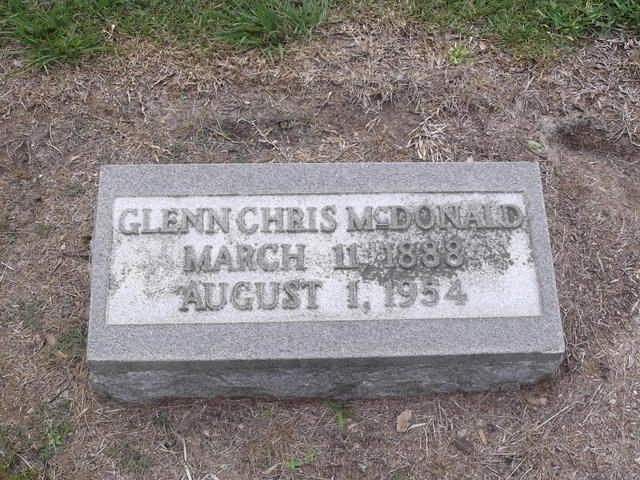 GLENN CHRIS McDONALD
MARCH 11, 1888
AUGUST 1, 1954